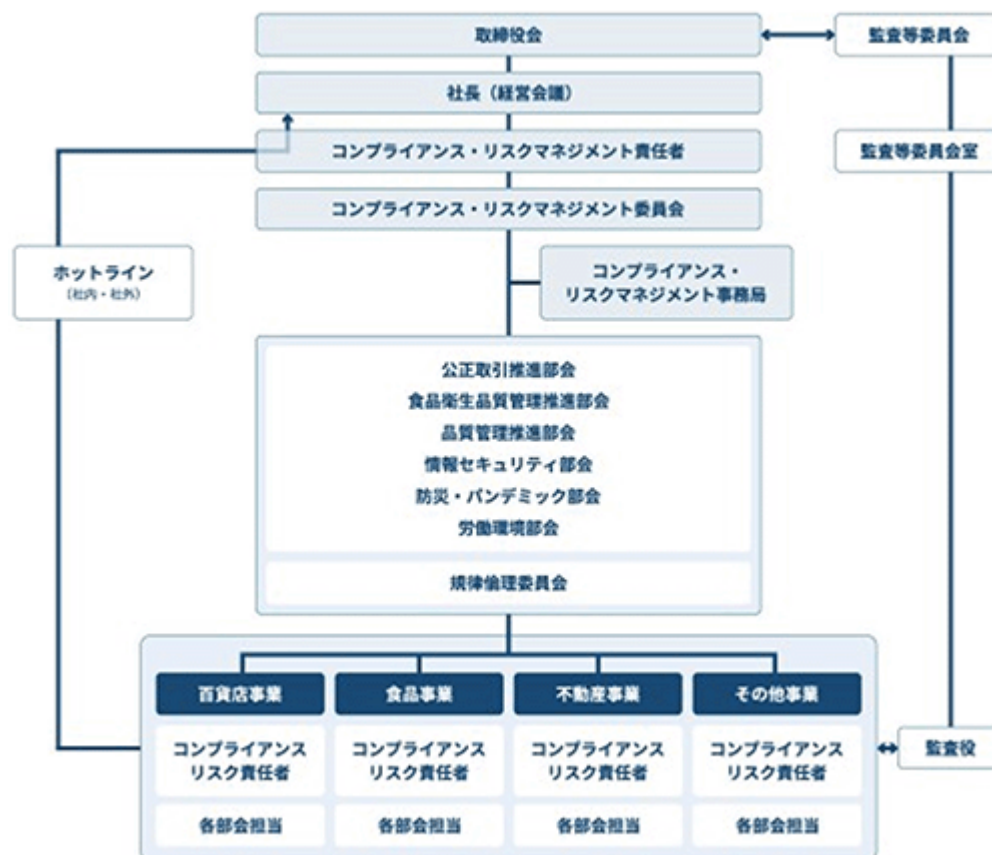 取締役会
監査等委員会
社長（経営会議）
コンプライアンス・リスクマネジメント責任者
監査等委員会室
コンプライアンス・リスクマネジメント委員会
ホットライン
（社内・社外）
コンプライアンス・
リスクマネジメント事務局
公正取引推進部会
食品衛生品質管理推進部会
品質管理推進部会
情報セキュリティ部会
防災・パンデミック部会
労働環境部会
規律倫理委員会
百貨店事業
食品事業
不動産事業
その他事業
コンプライアンス
リスク責任者
コンプライアンス
リスク責任者
コンプライアンス
リスク責任者
コンプライアンス
リスク責任者
監査役
各部会担当
各部会担当
各部会担当
各部会担当